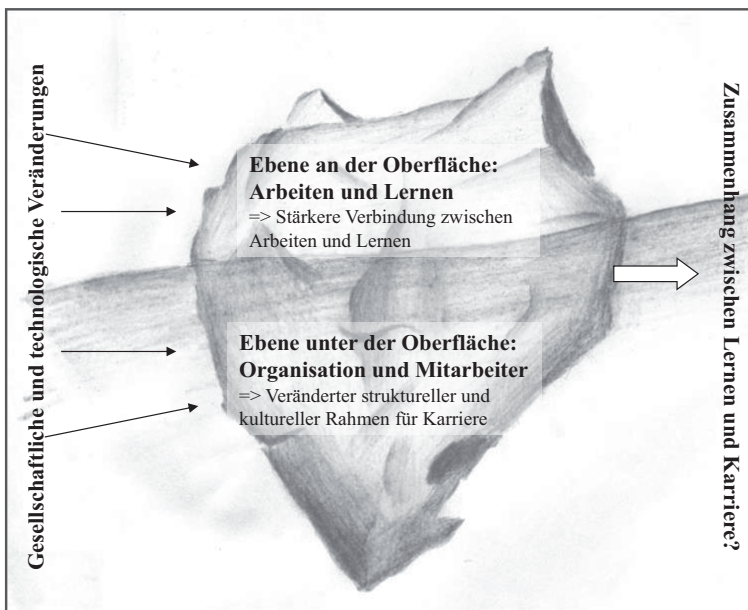 Gesellschaftliche und technologische Veränderungen
Ebene an der Oberfläche:
Arbeiten und Lernen
=> Stärkere Verbindung zwischen
Arbeiten und Lernen
Ebene unter der Oberfläche:
Organisation und Mitarbeiter
=> Veränderter struktureller und
kultureller Rahmen für Karriere
Zusammenhang zwischen Lernen und Karriere?